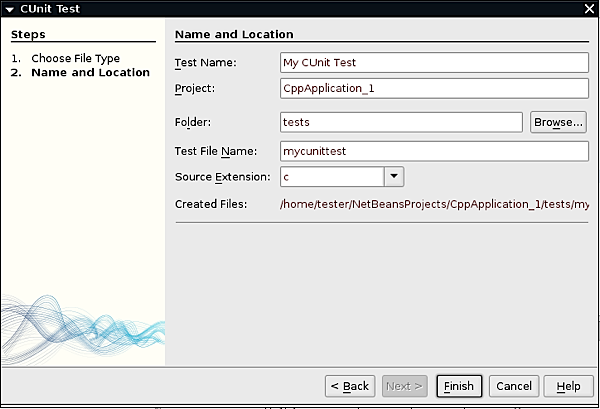 CUnit Test
Steps
1. Choose File Type
2. Name and Location
Name and Location
Test Name: My CUnit Test
Project: CppApplication_1
Folder: tests Browse...
Test File Name: mycunittest
Source Extension: c
Created Files: /home/tester/NetBeansProjects/CppApplication_1/tests/my
< Back Next > Finish Cancel Help